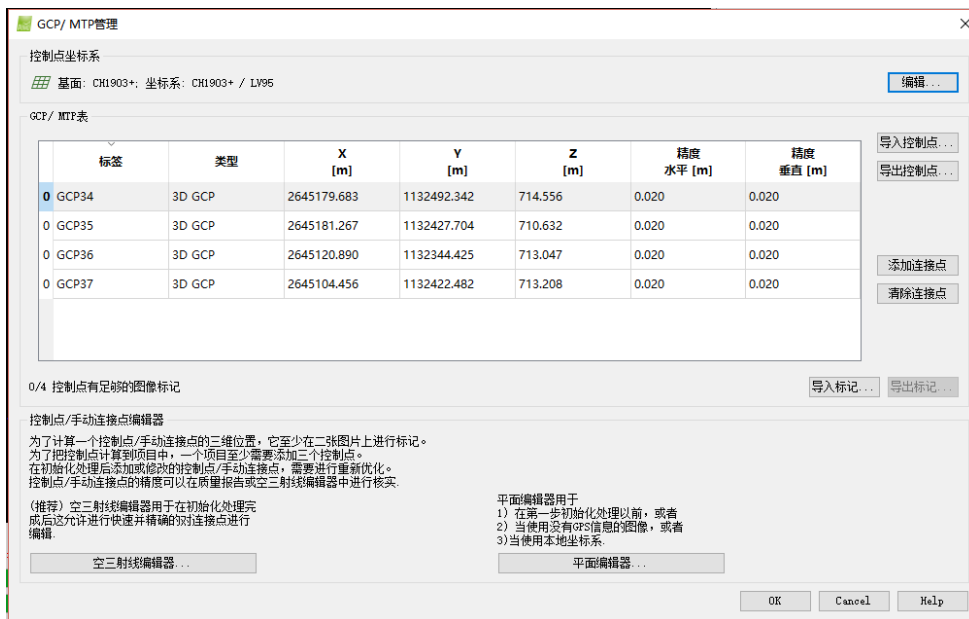 GCP/ MTP管理
控制点坐标系
基面: CH1903+; 坐标系: CH1903+ / LV95
编辑...
GCP/ MTP表
标签 类型 X [m] Y [m] Z [m] 精度 水平 [m] 精度 垂直 [m]
0 GCP34 3D GCP 2645179.683 1132492.342 714.556 0.020 0.020
0 GCP35 3D GCP 2645181.267 1132427.704 710.632 0.020 0.020
0 GCP36 3D GCP 2645120.890 1132344.425 713.047 0.020 0.020
0 GCP37 3D GCP 2645104.456 1132422.482 713.208 0.020 0.020
导入控制点...
导出控制点...
添加连接点
清除连接点
0/4 控制点有足够的图像标记
导入标记... 导出标记...
控制点/手动连接点编辑器
为了计算一个控制点/手动连接点的三维位置，它至少在二张图片上进行标记。
为了把控制点计算到项目中，一个项目至少需要添加三个控制点。
在初始化处理后添加或修改的控制点/手动连接点，需要进行重新优化。
控制点/手动连接点的精度可以在质量报告或空三射线编辑器中进行核实.
(推荐) 空三射线编辑器用于在初始化处理完
成后这允许进行快速并精确的对连接点进行
编辑.
空三射线编辑器...
平面编辑器用于
1) 在第一步初始化处理以前，或者
2) 当使用没有GPS信息的图像，或者
3)当使用本地坐标系.
平面编辑器...
OK Cancel Help